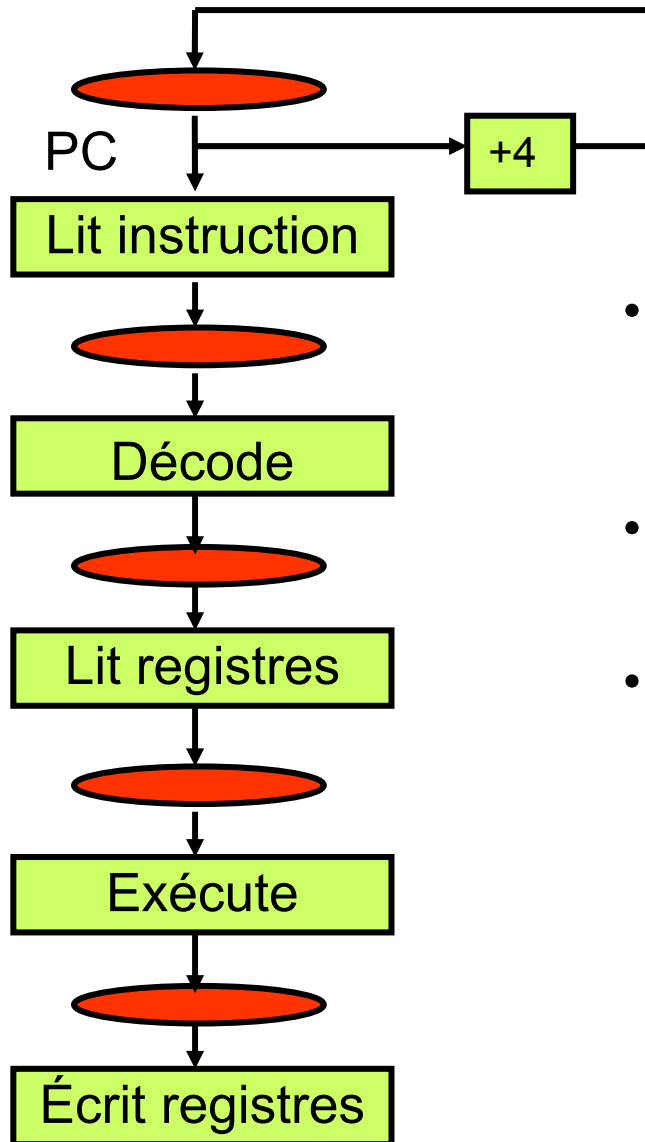 PC
+4
Lit instruction
•
Décode
•
Lit registres
•
Exécute
Écrit registres